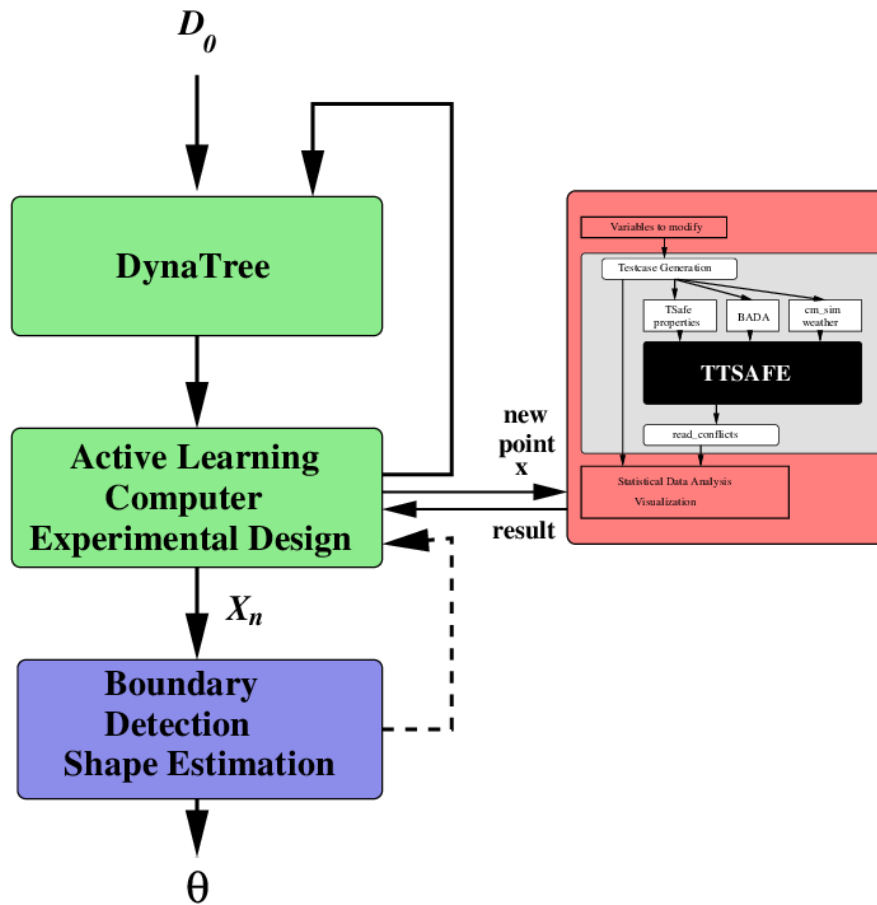 D0
DynaTree
Active Learning
Computer
Experimental Design
new
point
x
result
Xn
Boundary
Detection
Shape Estimation
θ
Variables to modify
Testcase Generation
TSafe
properties
BADA
cm_sim
weather
TTSAFE
read_conflicts
Statistical Data Analysis
Visualization